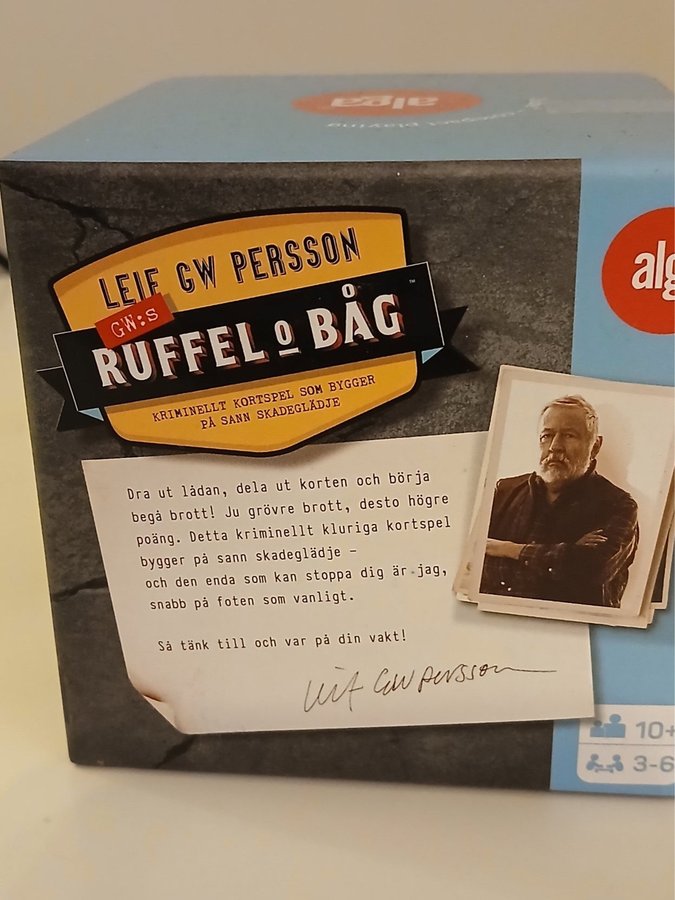 alga
compact playing
LEIF GW PERSSON
GW:S
RUFFEL O BÅG™
KRIMINELLT KORTSPEL SOM BYGGER
PÅ SANN SKADEGLÄDJE
alg
Dra ut lådan, dela ut korten och börja
begå brott! Ju grövre brott, desto högre
poäng. Detta kriminellt kluriga kortspel
bygger på sann skadeglädje –
och den enda som kan stoppa dig är jag,
snabb på foten som vanligt.
Så tänk till och var på din vakt!
Leif GW Persson
10+
3-6